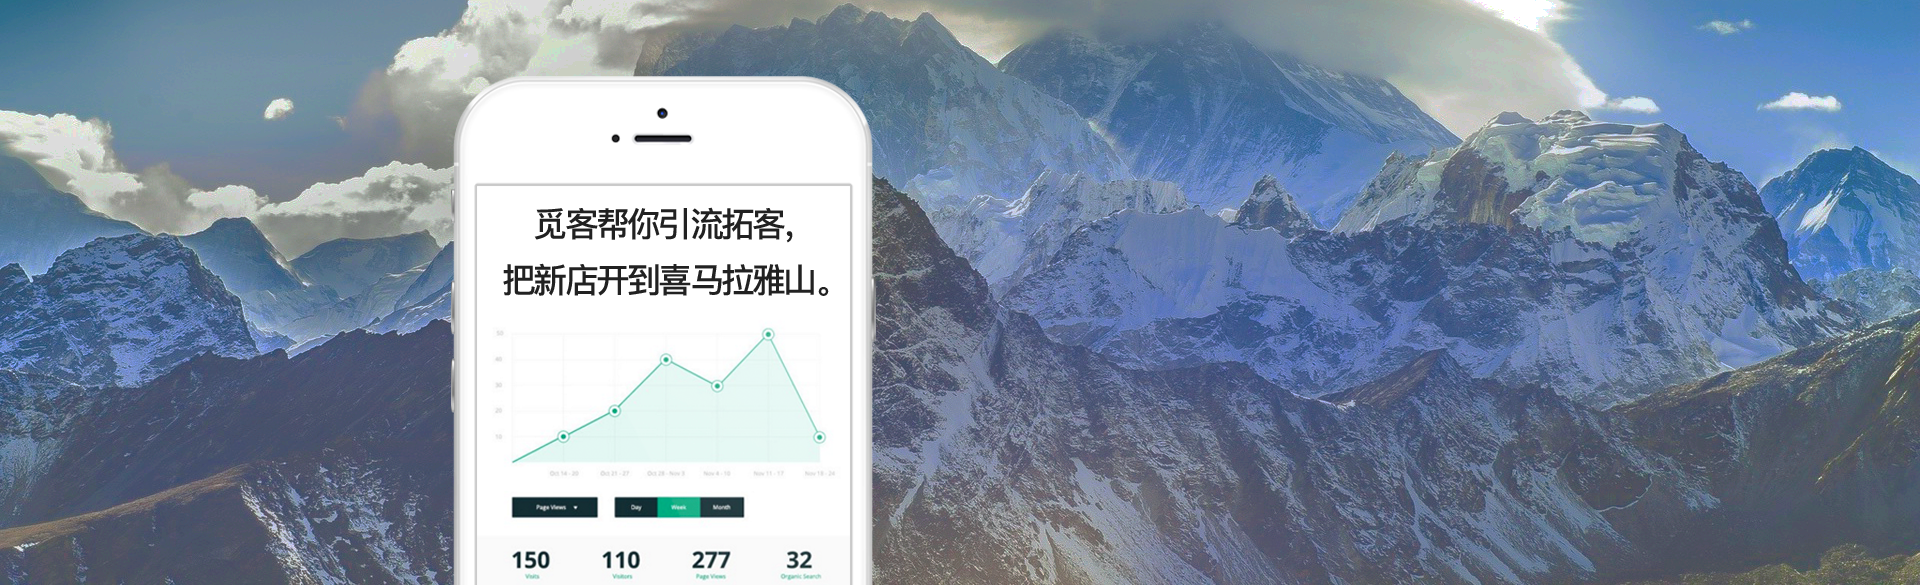 觅客帮你引流拓客,
把新店开到喜马拉雅山。
50
40
30
20
10
Oct 14 - 20 Oct 21 - 27 Oct 28 - Nov 3 Nov 4 - 10 Nov 11 - 17 Nov 18 - 24
Page Views Day Week Month
150 110 277 32
Visits Visitors Page Views Organic Search